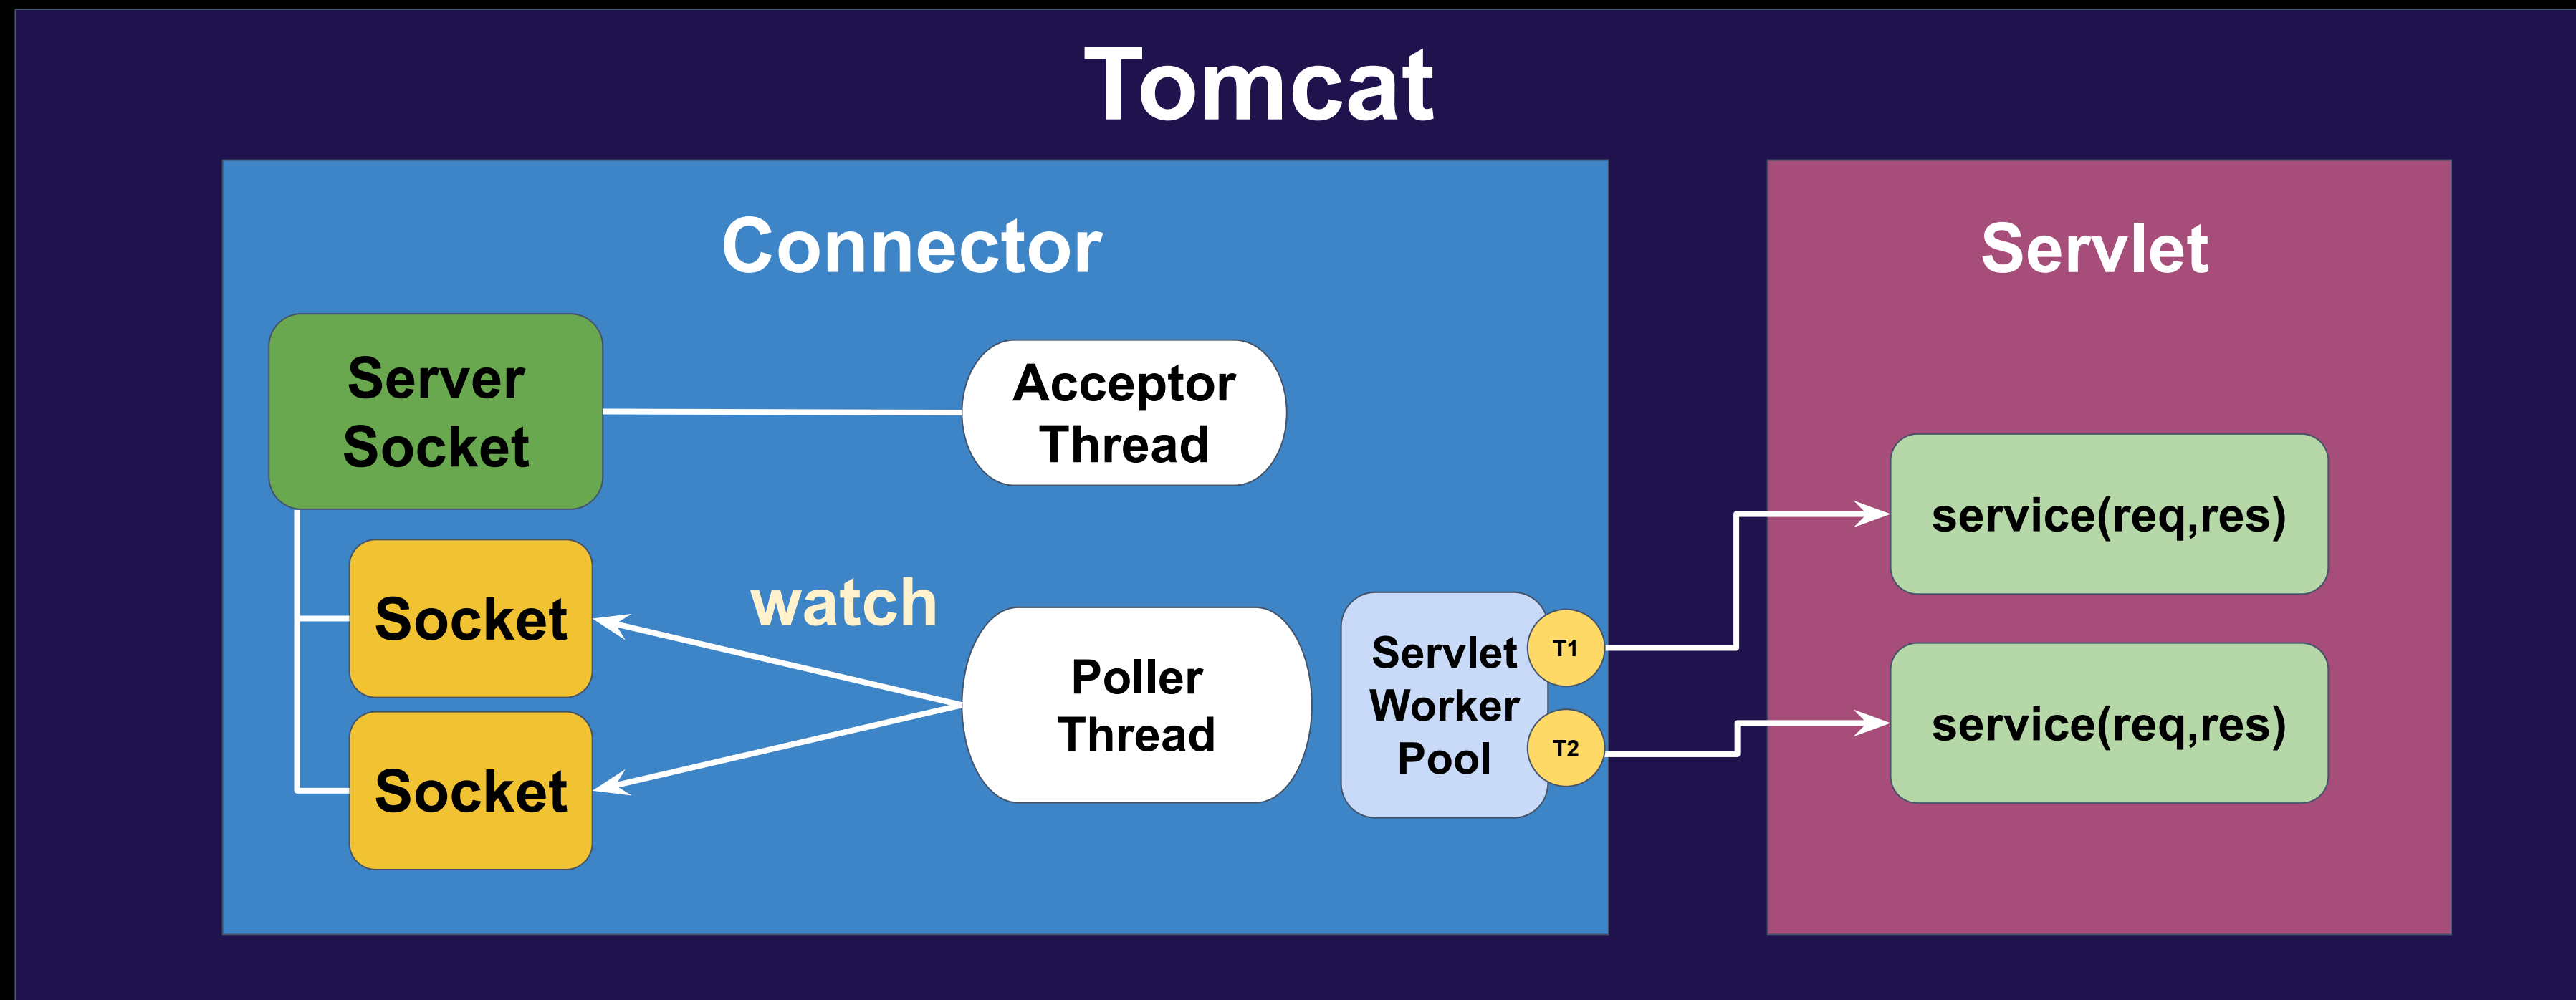 Tomcat
Connector
Servlet
Server
Socket
Acceptor
Thread
Socket
Socket
watch
Poller
Thread
Servlet
Worker
Pool
T1
T2
service(req,res)
service(req,res)